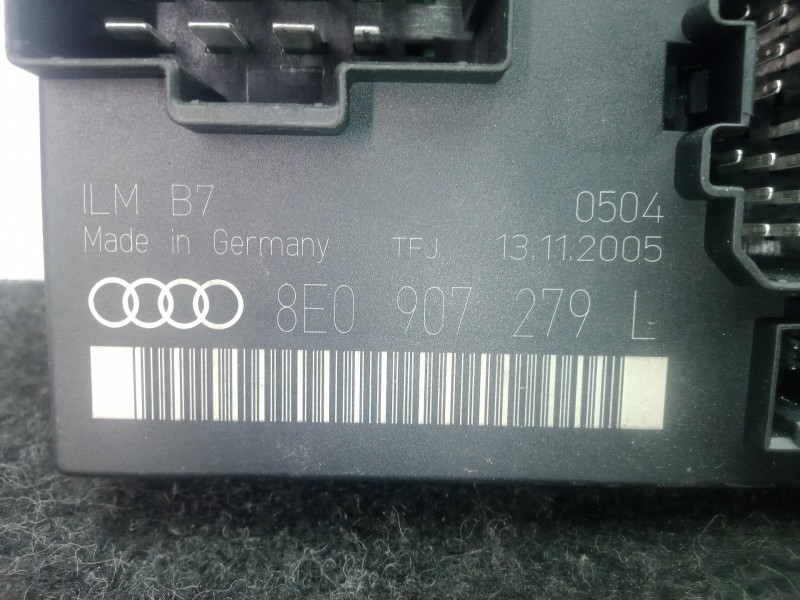 ILM B7 0504
Made in Germany TFJ 13.11.2005
8E0 907 279 L